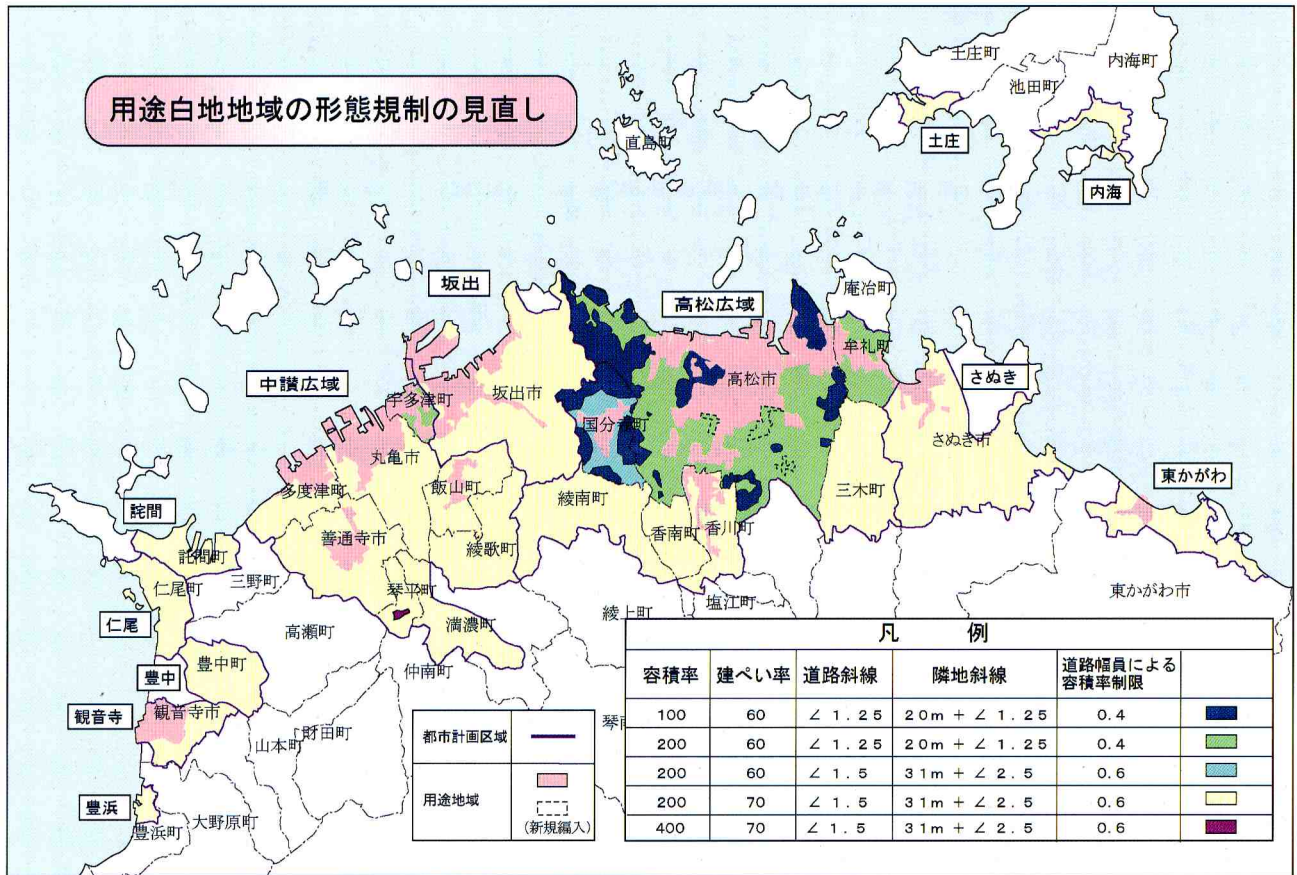 用途白地地域の形態規制の見直し
土庄町
内海町
池田町
直島町
土庄
内海
坂出
高松広域
庵治町
牟礼町
中讃広域
宇多津町
坂出市
高松市
さぬき
国分寺町
さぬき市
丸亀市
多度津町
飯山町
綾南町
三木町
東かがわ
詫間
善通寺市
香南町
香川町
託間町
綾歌町
三野町
仁尾町
琴平町
東かがわ市
塩江町
綾上町
仁尾
高瀬町
満濃町
豊中町
仲南町
豊中
観音寺
観音寺市
財田町
山本町
豊浜
大野原町
豊浜町
都市計画区域
用途地域
(新規編入)
凡 例
容積率 建ぺい率 道路斜線 隣地斜線 道路幅員による容積率制限
100 60 ∠ 1.25 20m + ∠ 1.25 0.4
200 60 ∠ 1.25 20m + ∠ 1.25 0.4
200 60 ∠ 1.5 31m + ∠ 2.5 0.6
200 70 ∠ 1.5 31m + ∠ 2.5 0.6
400 70 ∠ 1.5 31m + ∠ 2.5 0.6